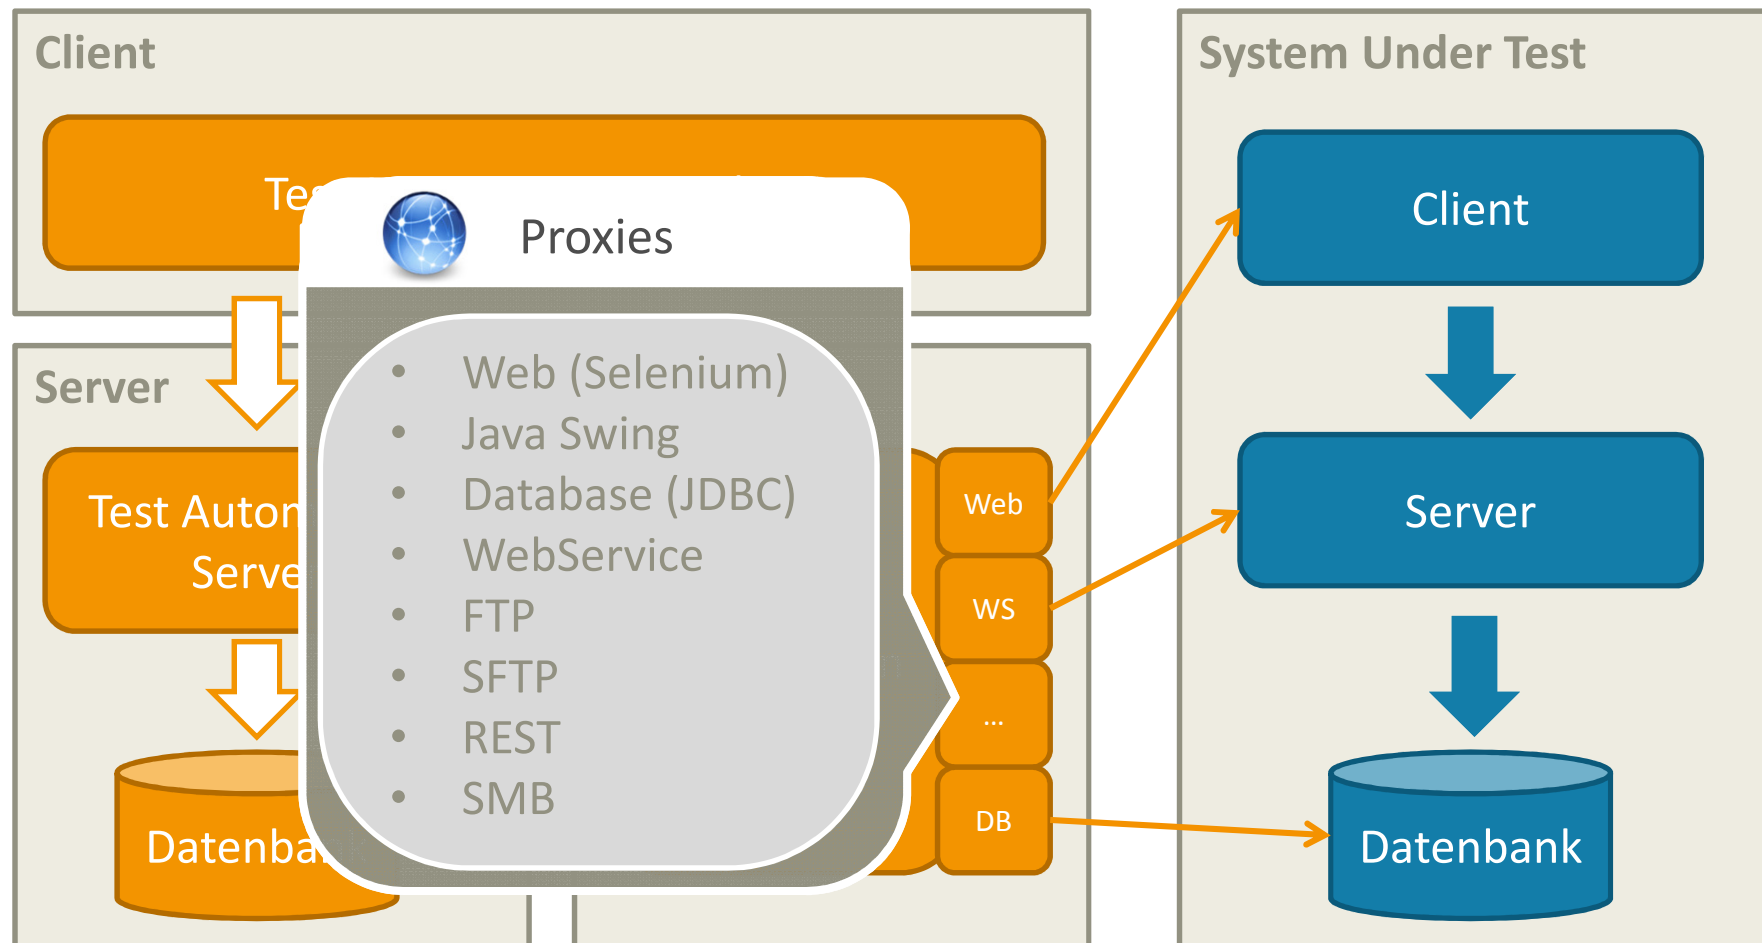 Client
System Under Test
Client
Proxies
Server
Web (Selenium)
Java Swing
Database (JDBC)
WebService
FTP
SFTP
REST
SMB
Test
Web
WS
...
DB
Server
Datenbank